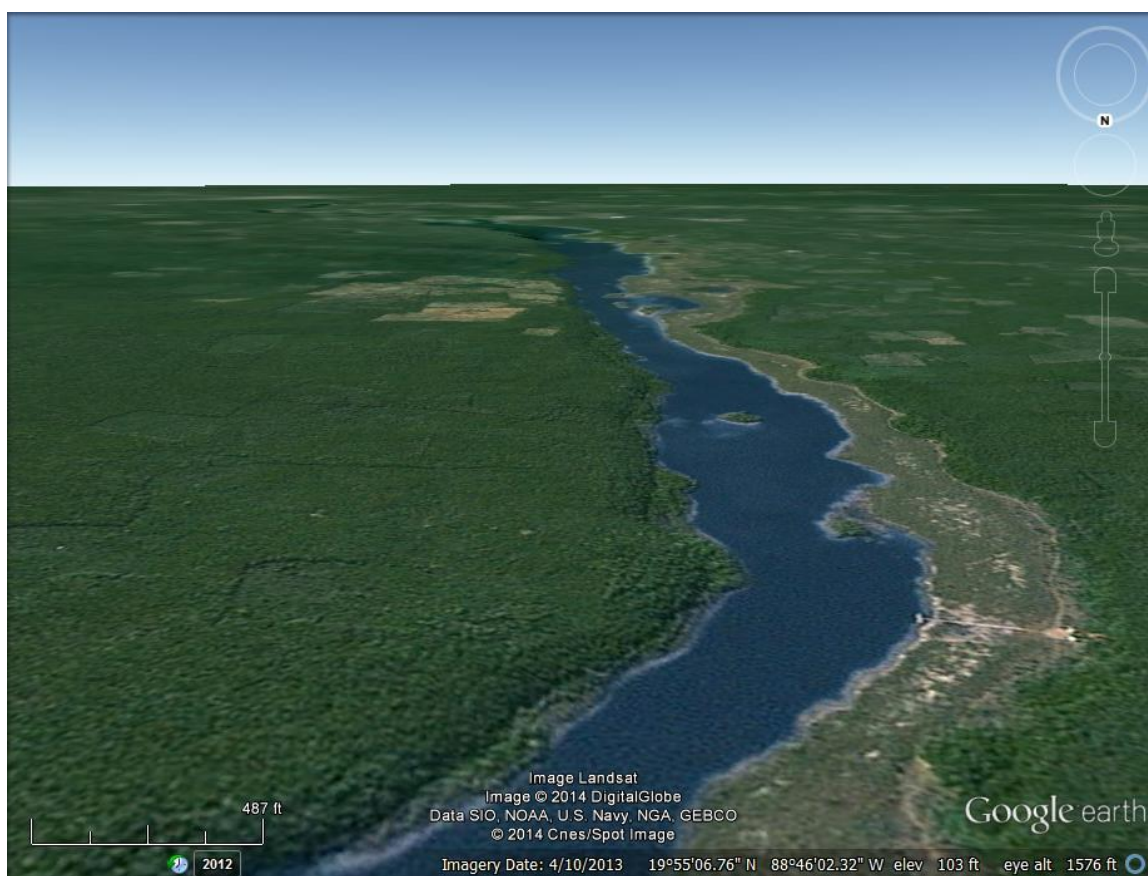 N
Image Landsat
Image © 2014 DigitalGlobe
Data SIO, NOAA, U.S. Navy, NGA, GEBCO
© 2014 Cnes/Spot Image
Google earth
487 ft
2012
Imagery Date: 4/10/2013 19°55'06.76" N 88°46'02.32" W elev 103 ft eye alt 1576 ft